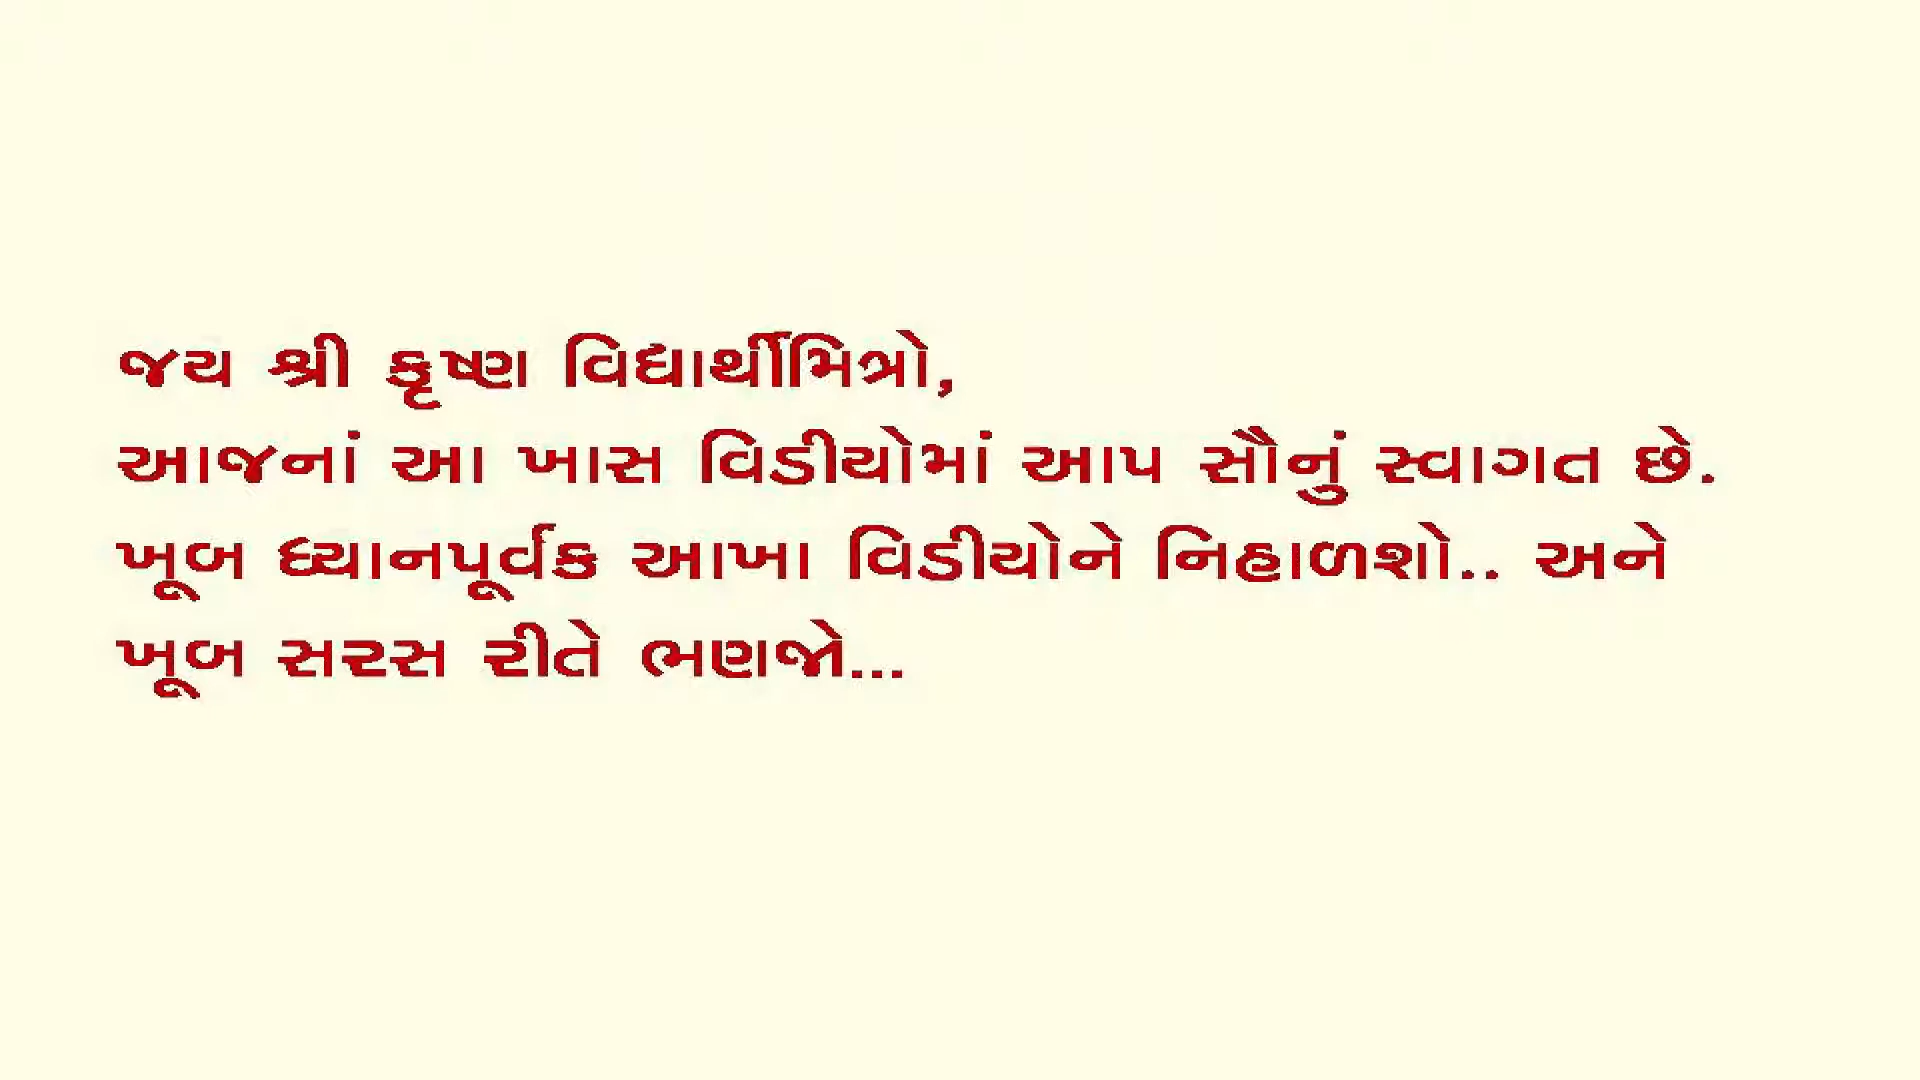 જય શ્રી કૃષ્ણ વિદ્યાર્થીમિત્રો,
આજનાં આ ખાસ વિડીયોમાં આપ સૌનું સ્વાગત છે.
ખૂબ ધ્યાનપૂર્વક આખા વિડીયોને નિહાળશો.. અને
ખૂબ સરસ રીતે ભણજો...